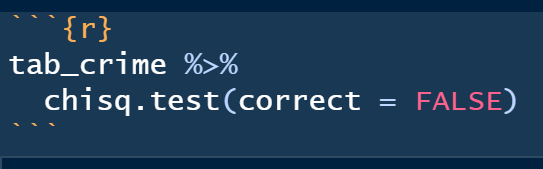 ```{r}
tab_crime %>%
  chisq.test(correct = FALSE)
```